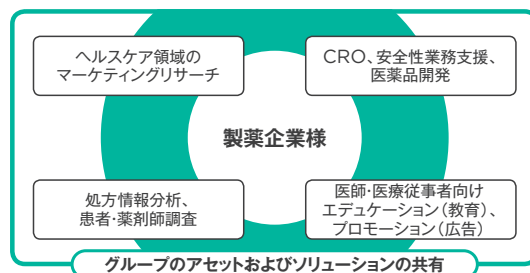 ヘルスケア領域の
マーケティングリサーチ
CRO、安全性業務支援、
医薬品開発
製薬企業様
処方情報分析、
患者・薬剤師調査
医師・医療従事者向け
エデュケーション(教育)、
プロモーション(広告)
グループのアセットおよびソリューションの共有